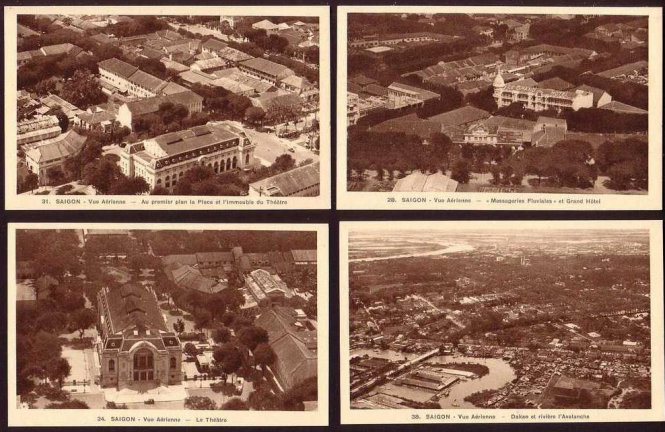 31. SAIGON - Vue Aérienne — Au premier plan la Place et l'immeuble du Théâtre
28. SAIGON - Vue Aérienne. — « Messageries Fluviales » et Grand Hôtel
24. SAIGON - Vue Aérienne — Le Théâtre
38. SAIGON - Vue Aérienne — Dakao et rivière l'Avalanche